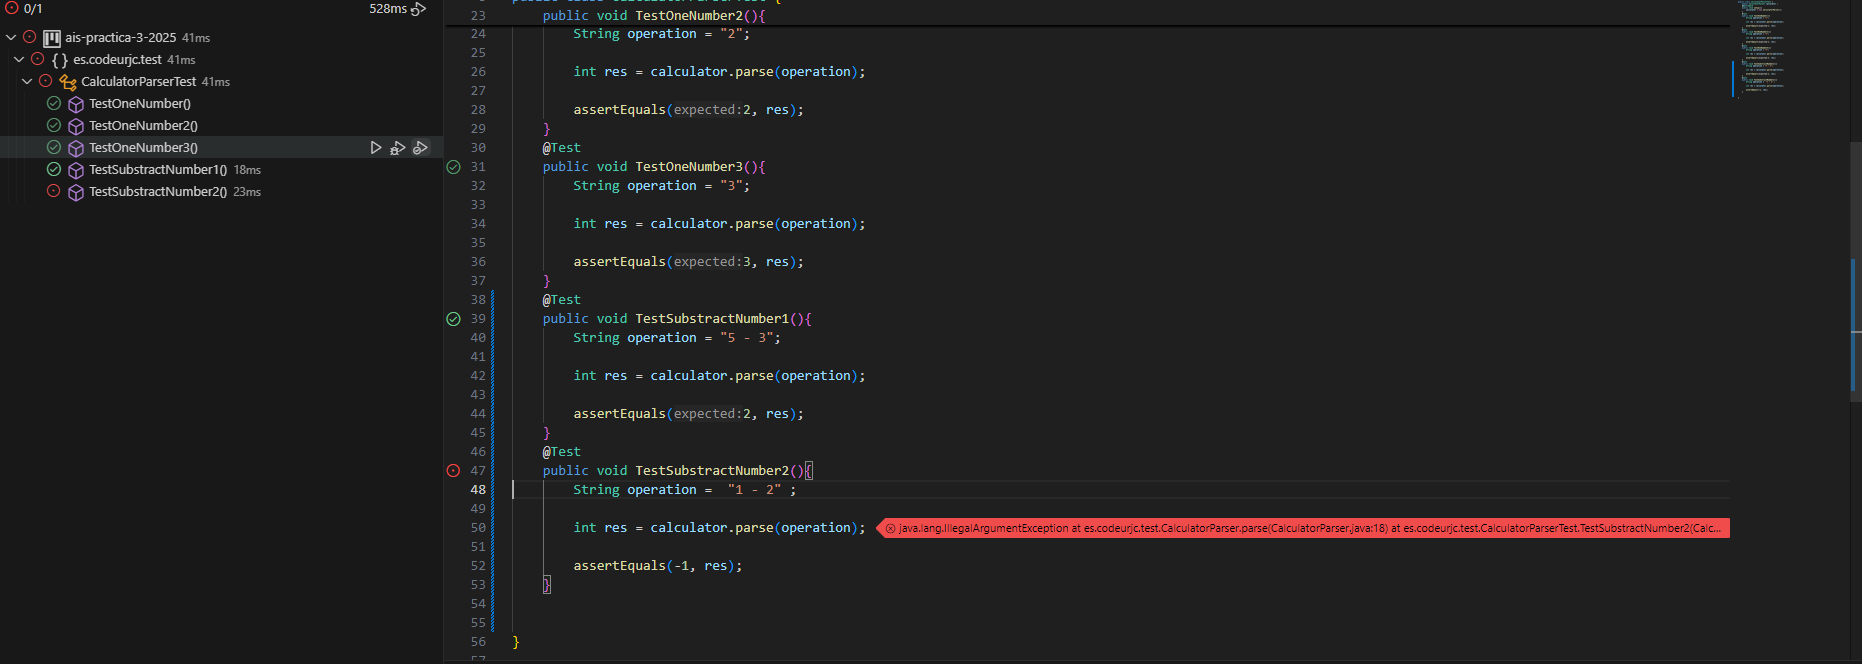 0/1
528ms
ais-practica-3-2025 41ms
es.codeurjc.test 41ms
CalculatorParserTest 41ms
TestOneNumber()
TestOneNumber2()
TestOneNumber3()
TestSubstractNumber1() 18ms
TestSubstractNumber2() 23ms
23 public void TestOneNumber2(){
24 String operation = "2";
25
26 int res = calculator.parse(operation);
27
28 assertEquals(expected:2, res);
29 }
30 @Test
31 public void TestOneNumber3(){
32 String operation = "3";
33
34 int res = calculator.parse(operation);
35
36 assertEquals(expected:3, res);
37 }
38 @Test
39 public void TestSubstractNumber1(){
40 String operation = "5 - 3";
41
42 int res = calculator.parse(operation);
43
44 assertEquals(expected:2, res);
45 }
46 @Test
47 public void TestSubstractNumber2(){
48 String operation =  "1 - 2" ;
49
50 int res = calculator.parse(operation); java.lang.IllegalArgumentException at es.codeurjc.test.CalculatorParser.parse(CalculatorParser.java:18) at es.codeurjc.test.CalculatorParserTest.TestSubstractNumber2(Calc...
51
52 assertEquals(-1, res);
53 }
54
55
56 }
57